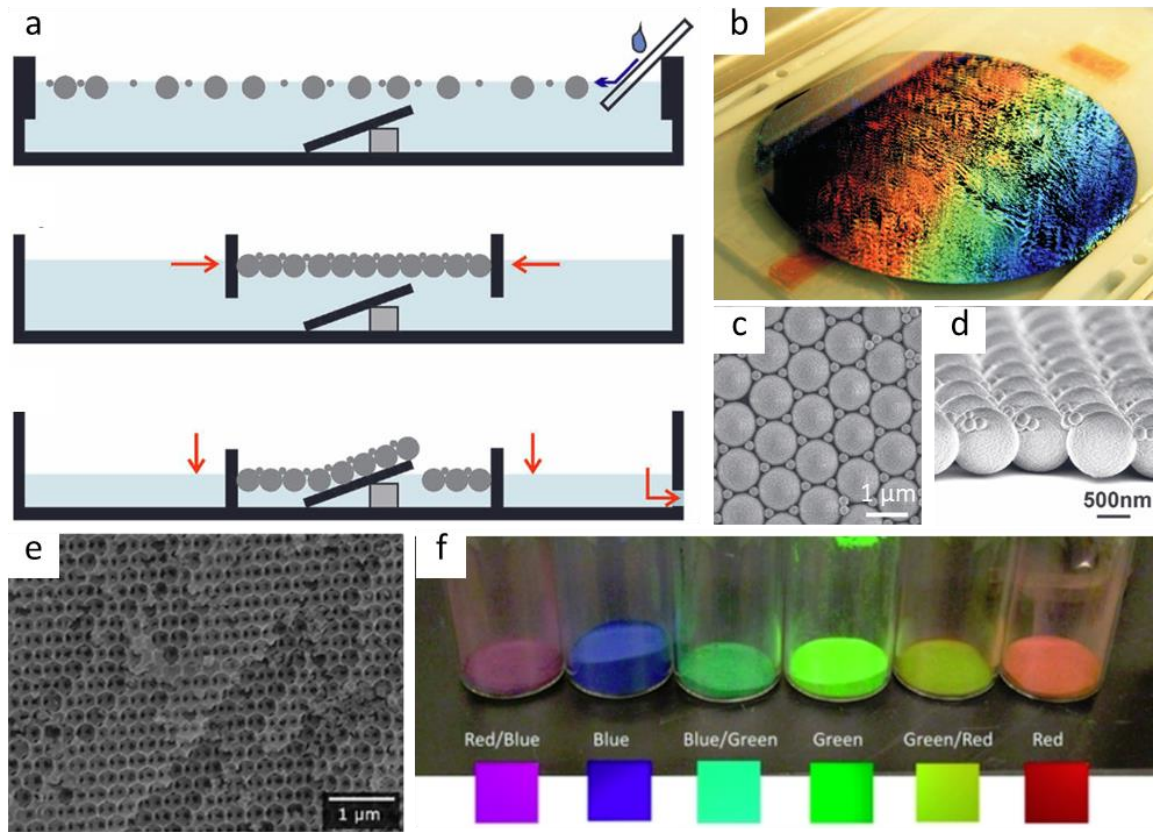 a
b
c
d
1 μm
500nm
e
f
1 μm
Red/Blue
Blue
Blue/Green
Green
Green/Red
Red